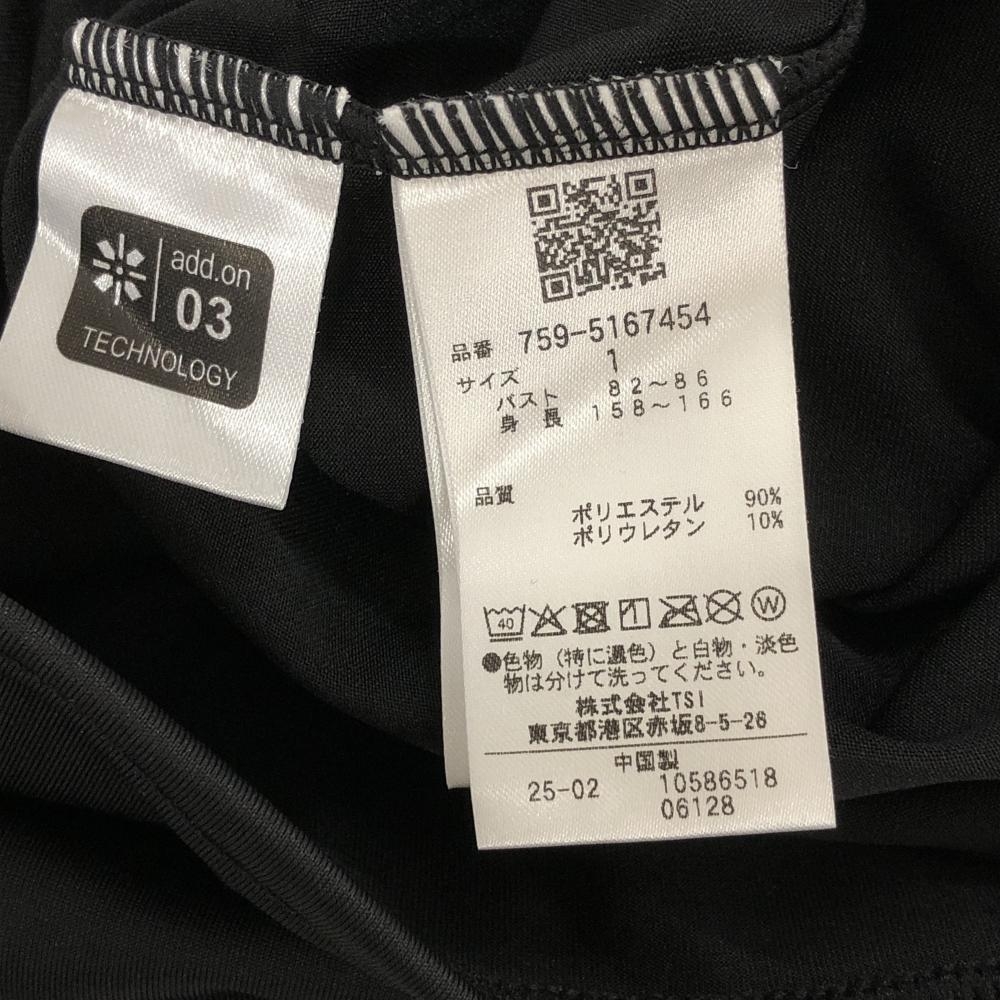 add.on
03
TECHNOLOGY
品番 759-5167454
サイズ 1
バスト 82～86
身長 158～166
品質
ポリエステル 90%
ポリウレタン 10%
40 1 W
●色物（特に濃色）と白物・淡色
物は分けて洗ってください。
株式会社TSI
東京都港区赤坂8-5-28
中国製
25-02 10586518
06128